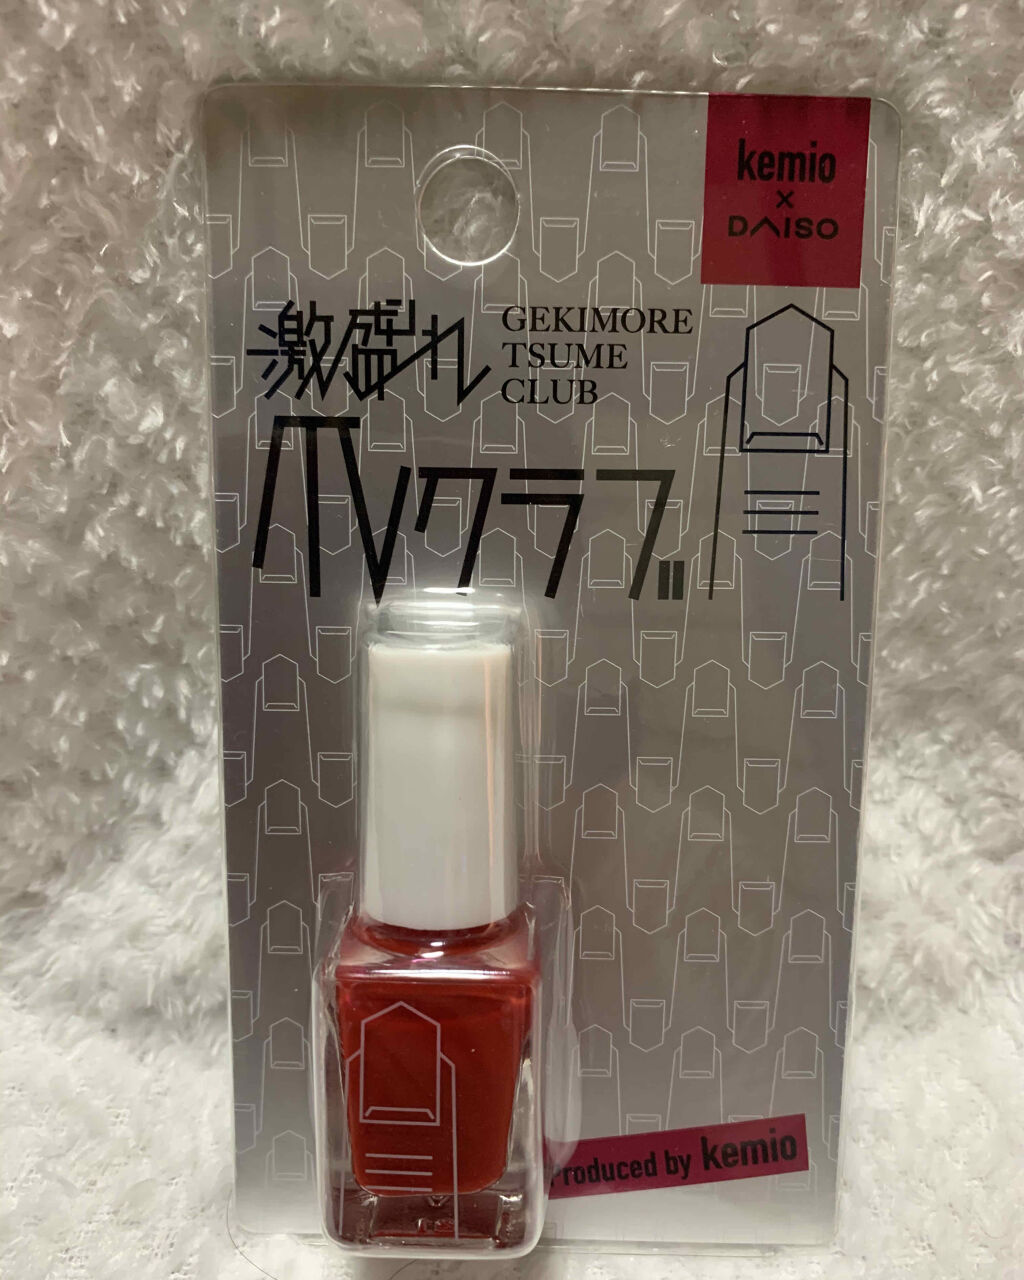 kemio
×
DAISO
激盛れ
爪クラブ
GEKIMORE
TSUME
CLUB
Produced by kemio